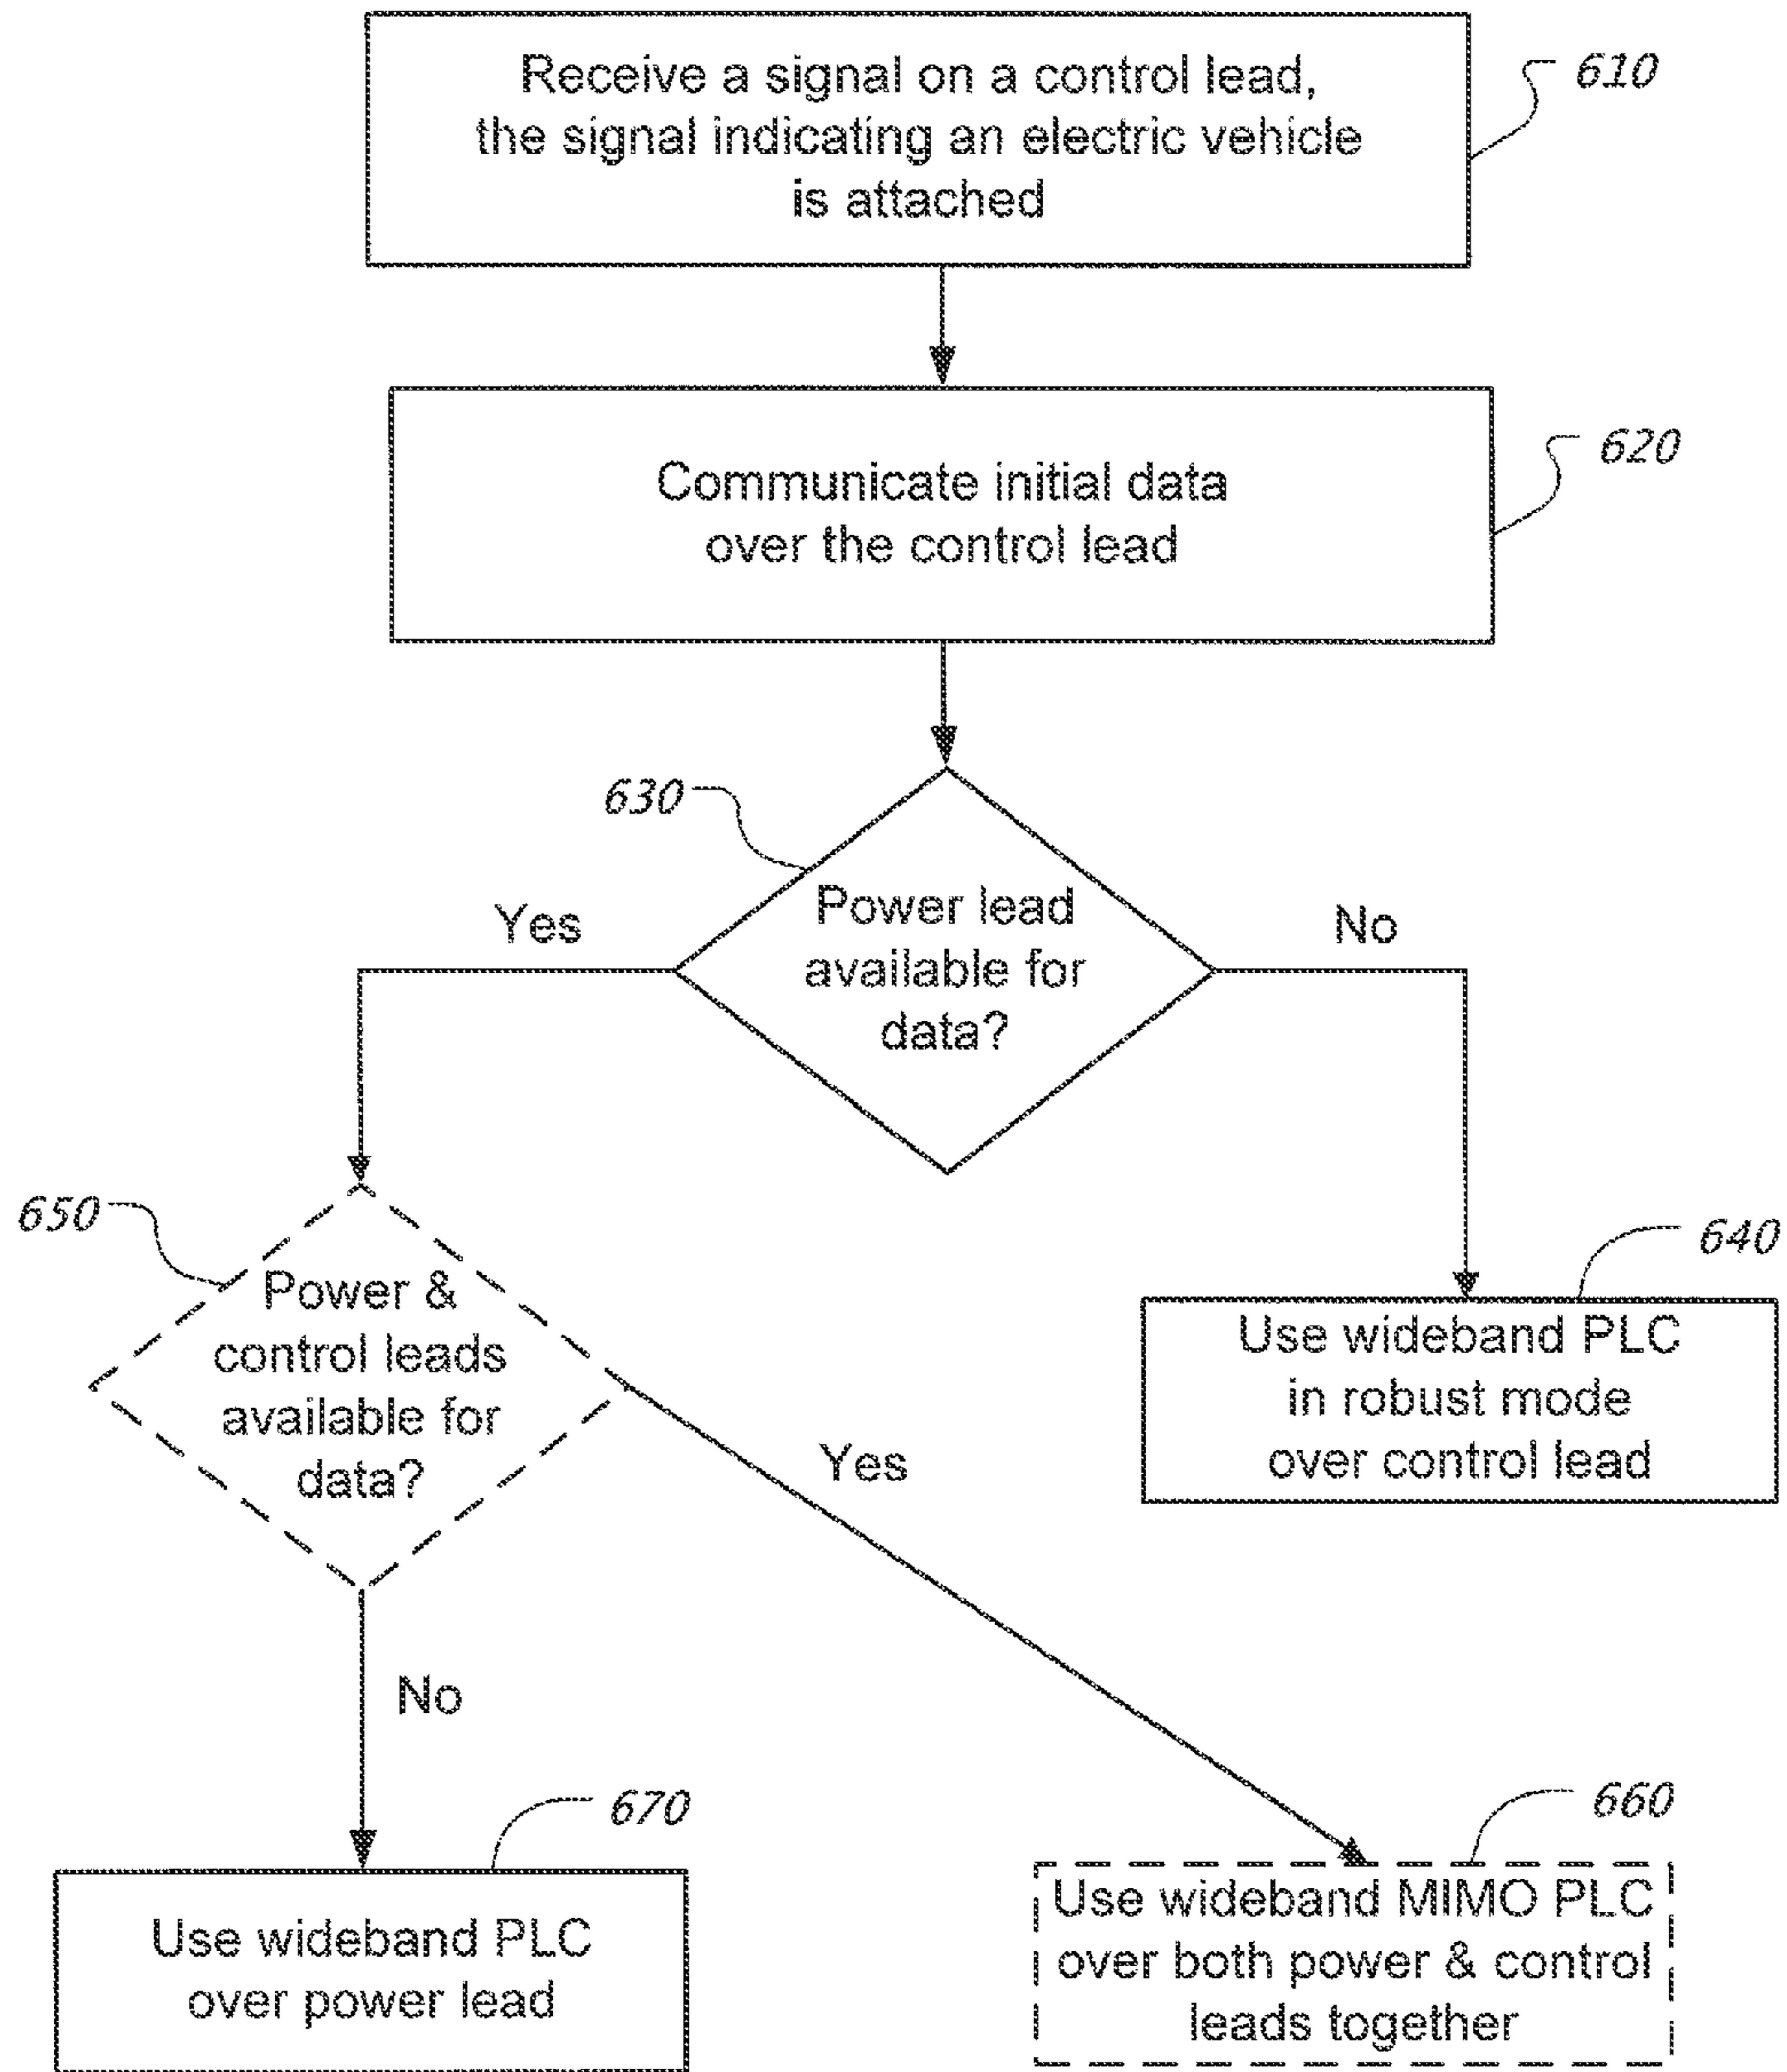 Receive a signal on a control lead,
the signal indicating an electric vehicle
is attached
610
Communicate initial data
over the control lead
620
630
Power lead
available for
data?
Yes
No
650
Power &
control leads
available for
data?
640
Use wideband PLC
in robust mode
over control lead
Yes
No
670
Use wideband PLC
over power lead
660
Use wideband MIMO PLC
over both power & control
leads together